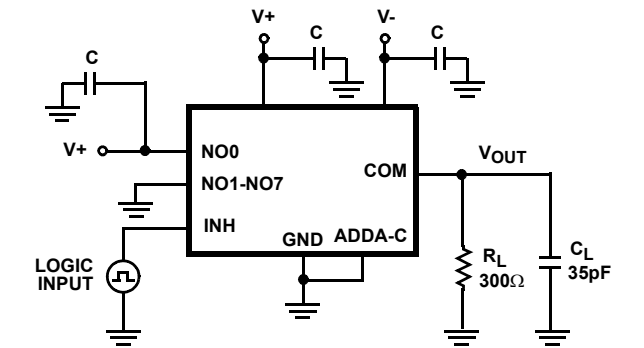 V+
V-
C
C
C
V+
NO0
NO1-NO7
INH
COM
GND
ADDA-C
VOUT
LOGIC
INPUT
RL
300Ω
CL
35pF